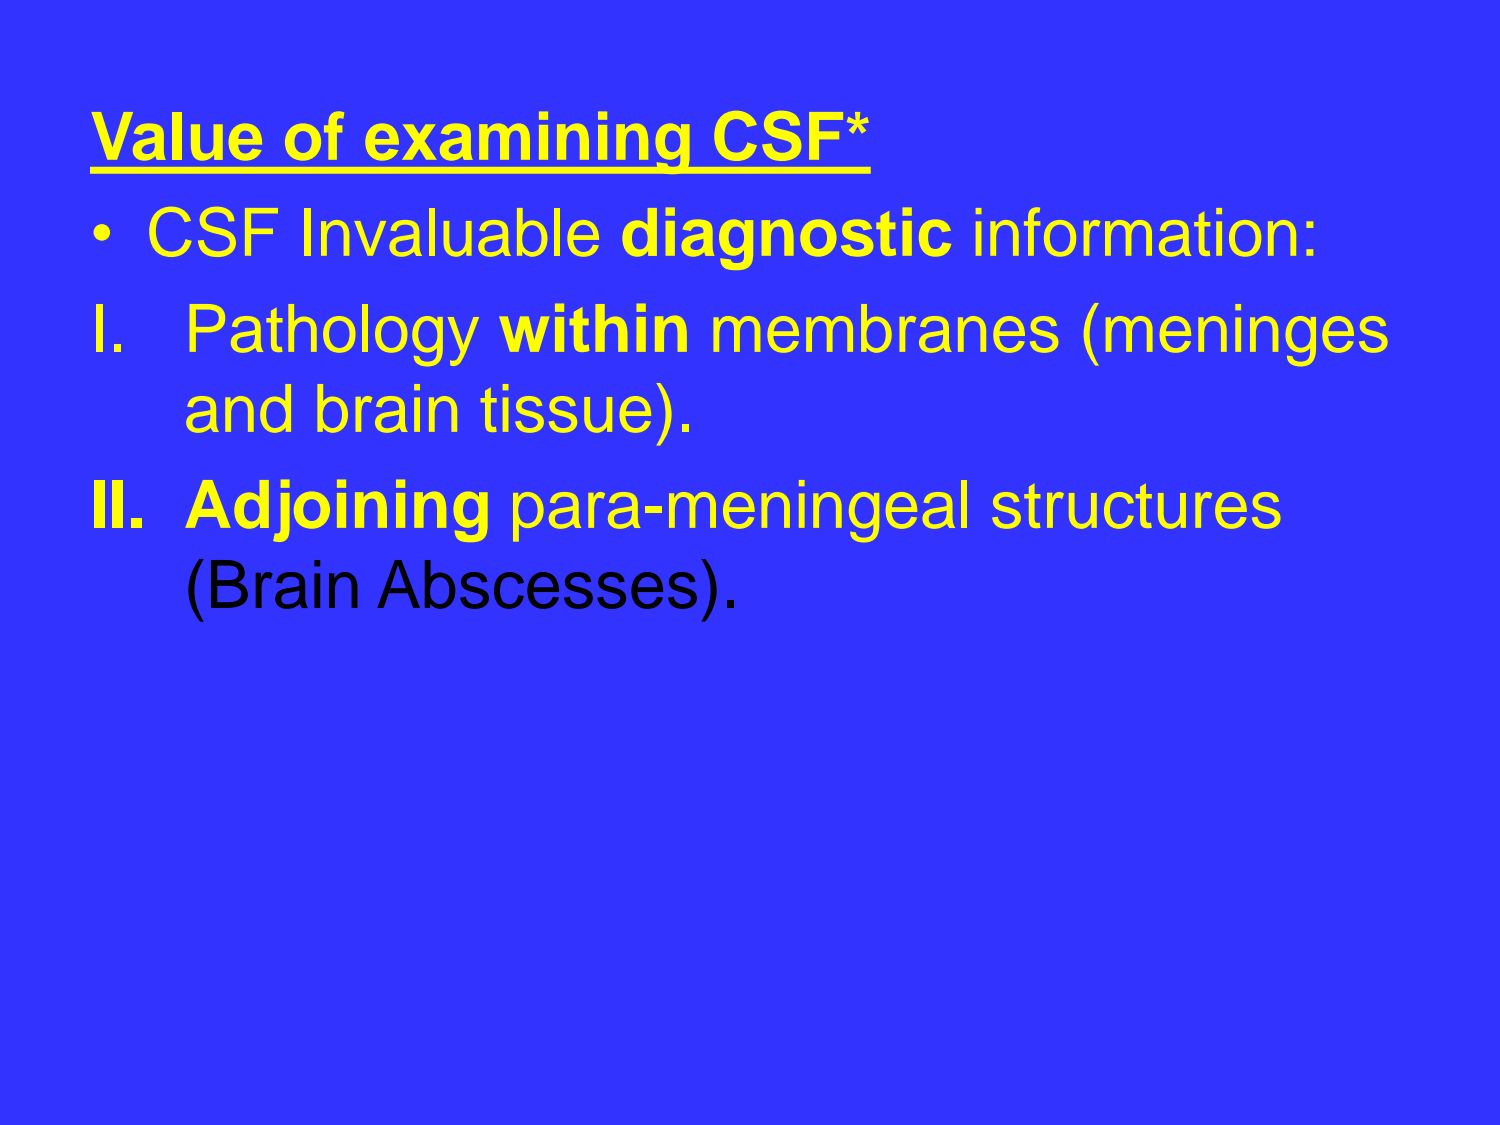 Value of examining CSF*
• CSF Invaluable diagnostic information:
I. Pathology within membranes (meninges
and brain tissue).
II. Adjoining para-meningeal structures
(Brain Abscesses).